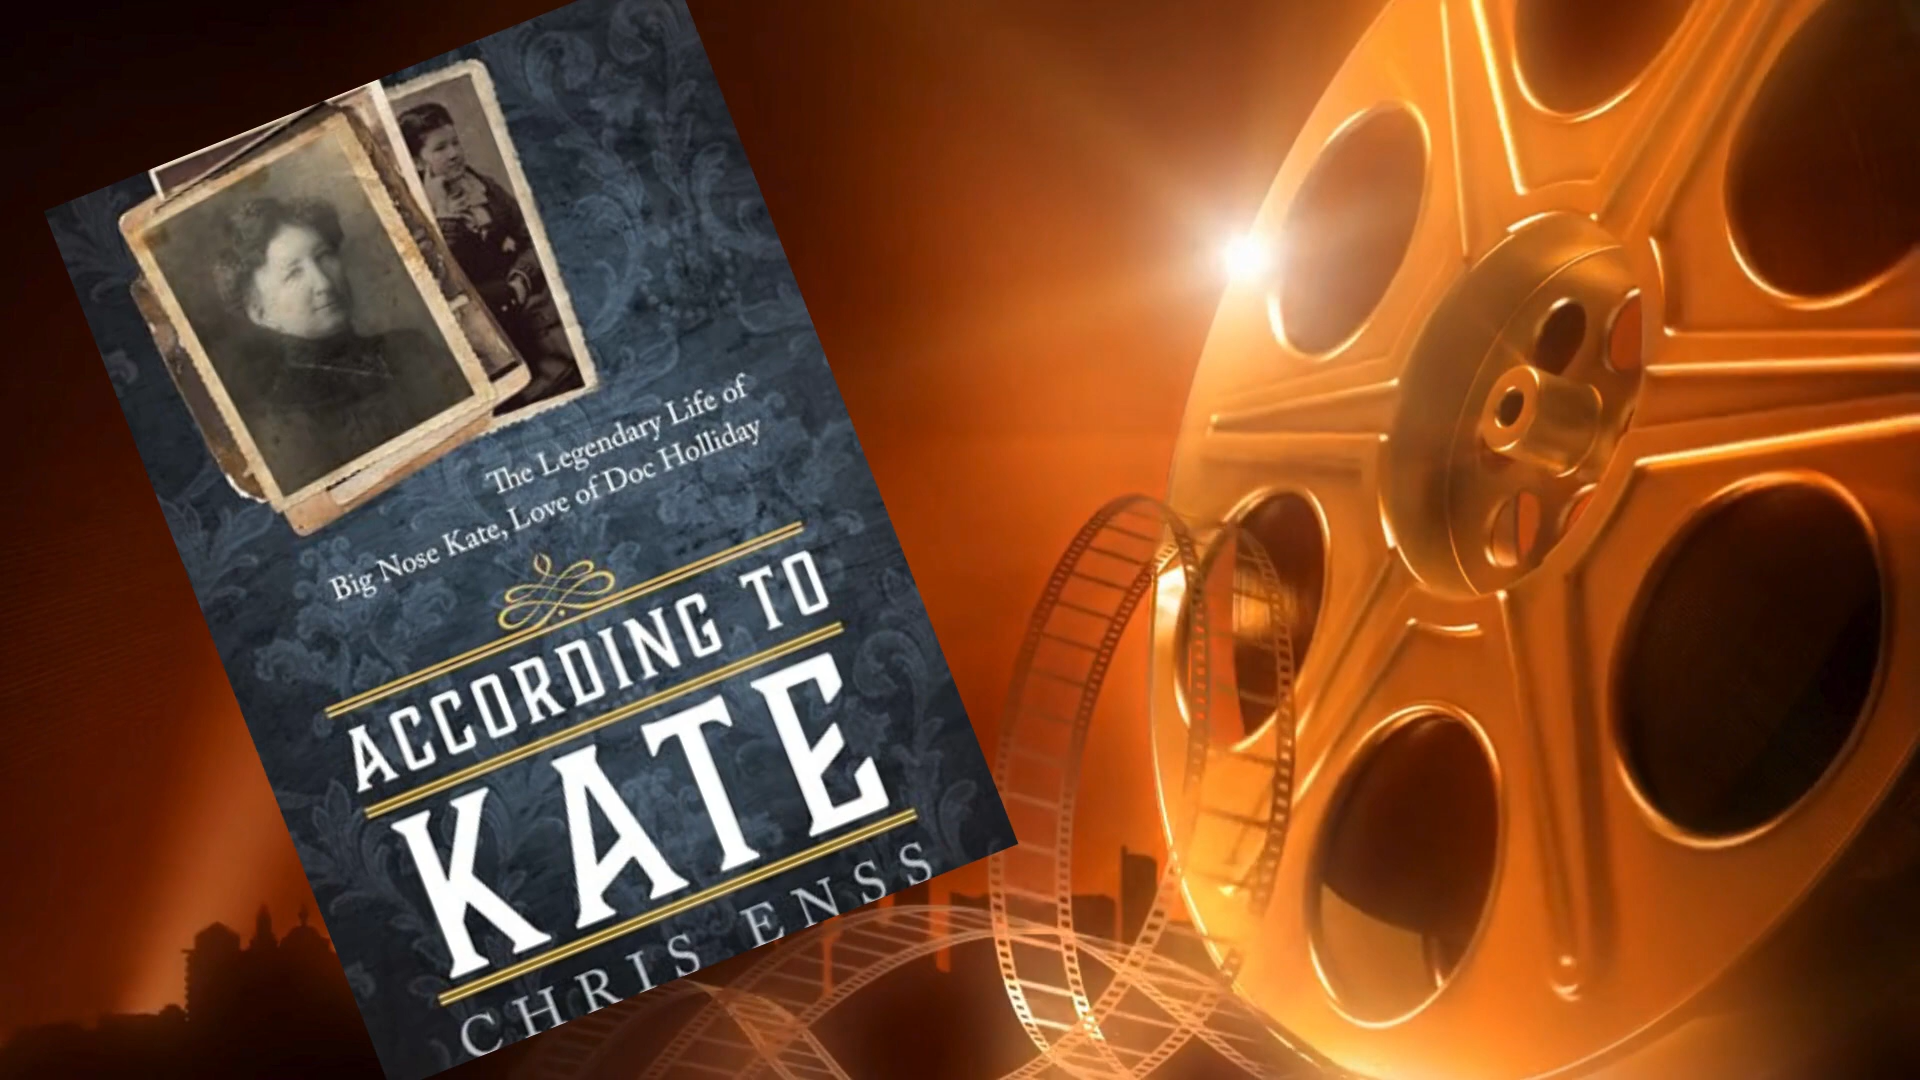 The Legendary Life of
Big Nose Kate, Love of Doc Holliday
ACCORDING TO
KATE
CHRIS ENSS